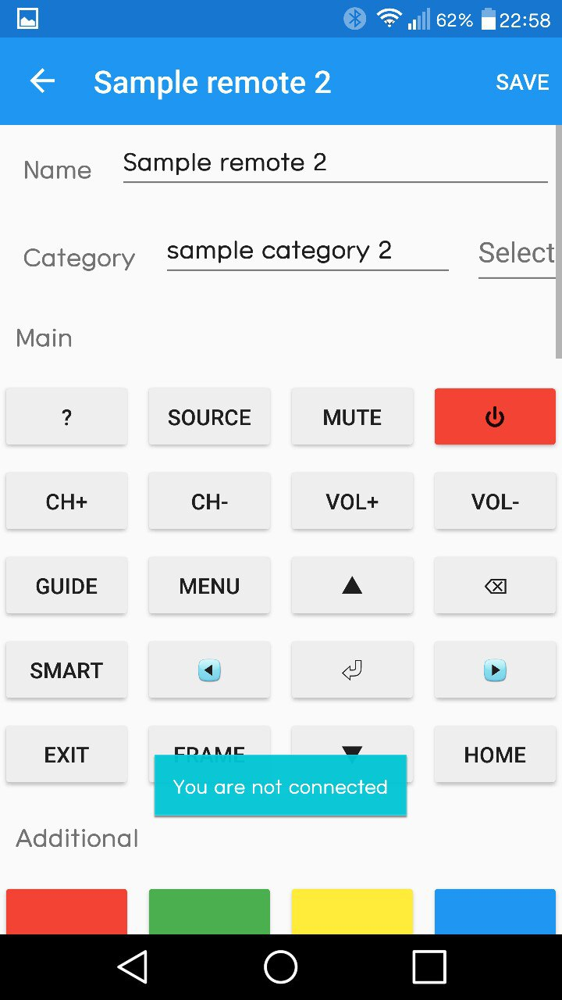 62% 22:58
Sample remote 2 SAVE
Name Sample remote 2
Category sample category 2 Select
Main
? SOURCE MUTE
CH+ CH- VOL+ VOL-
GUIDE MENU ▲ ⌫
SMART ◀ ⏎ ▶
EXIT FRAME ▼ HOME
You are not connected
Additional